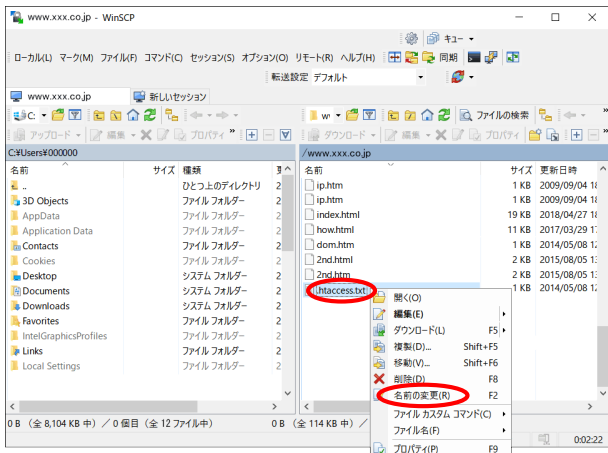 www.xxx.co.jp - WinSCP
キュー
ローカル(L) マーク(M) ファイル(F) コマンド(C) セッション(S) オプション(O) リモート(R) ヘルプ(H) 同期
転送設定 デフォルト
www.xxx.co.jp 新しいセッション
C: w ファイルの検索
アップロード 編集 プロパティ ダウンロード 編集 プロパティ
C:¥Users¥000000 /www.xxx.co.jp
名前 サイズ 種類 名前 サイズ 更新日時
.. ひとつ上のディレクトリ 2 ip.htm 1 KB 2009/09/04 18
3D Objects ファイル フォルダー 2 ip.htm 1 KB 2009/09/04 18
AppData ファイル フォルダー 2 index.html 19 KB 2018/04/27 18
Application Data ファイル フォルダー 2 how.html 11 KB 2017/03/29 17
Contacts ファイル フォルダー 2 dom.htm 1 KB 2014/05/08 12
Cookies ファイル フォルダー 2 2nd.html 2 KB 2015/08/05 13
Desktop システム フォルダー 2 2nd.htm 2 KB 2015/08/05 13
Documents システム フォルダー 2 .htaccess.txt 1 KB 2014/05/08 12
Downloads システム フォルダー 2
Favorites ファイル フォルダー 2
IntelGraphicsProfiles ファイル フォルダー 2
Links ファイル フォルダー 2
Local Settings ファイル フォルダー 2
開く(O)
編集(E)
ダウンロード(L) F5
複製(D)... Shift+F5
移動(V)... Shift+F6
削除(D) F8
名前の変更(R) F2
ファイル カスタム コマンド(C)
ファイル名(F)
プロパティ(P) F9
0 B (全 8,104 KB 中) / 0 個目 (全 12 ファイル中) 0 B (全 114 KB 中) /
0:02:22